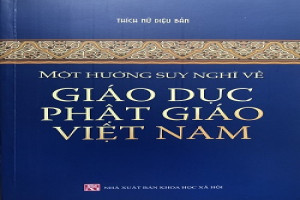 THÍCH NỮ DIỆU BẢN
MỘT HƯỚNG SUY NGHĨ VỀ
GIÁO DỤC
PHẬT GIÁO
VIỆT NAM
NHÀ XUẤT BẢN KHOA HỌC XÃ HỘI